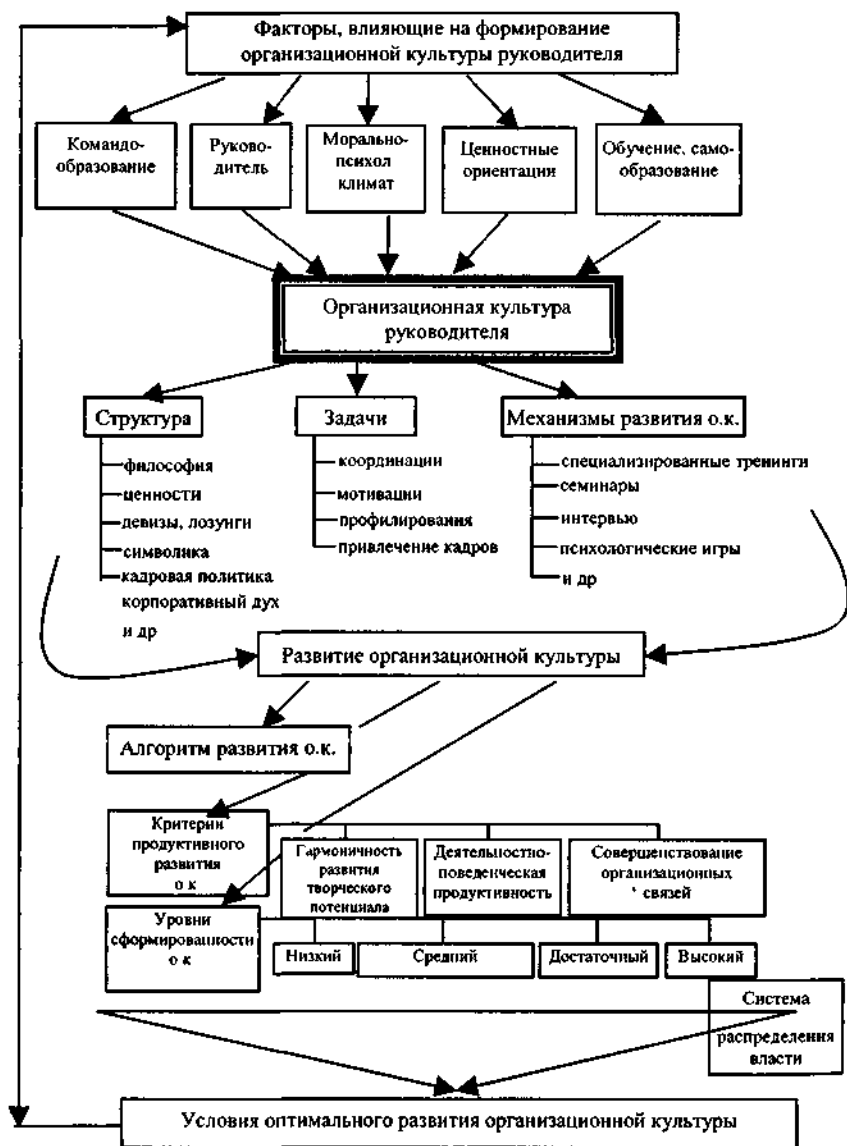 Факторы, влияющие на формирование
организационной культуры руководителя
Командо-
образование
Руково-
дитель
Морально-
психол
климат
Ценностные
ориентации
Обучение, само-
образование
Организационная культура
руководителя
Структура
философия
ценности
девизы, лозунги
символика
кадровая политика
корпоративный дух
и др
Задачи
координации
мотивации
профилирования
привлечение кадров
Механизмы развития о.к.
специализированные тренинги
семинары
интервью
психологические игры
и др
Развитие организационной культуры
Алгоритм развития о.к.
Критерии
продуктивного
развития
о к
Гармоничность
развития
творческого
потенциала
Деятельностно-
поведенческая
продуктивность
Совершенствование
организационных
связей
Уровни
сформированности
о к
Низкий
Средний
Достаточный
Высокий
Система
распределения
власти
Условия оптимального развития организационной культуры